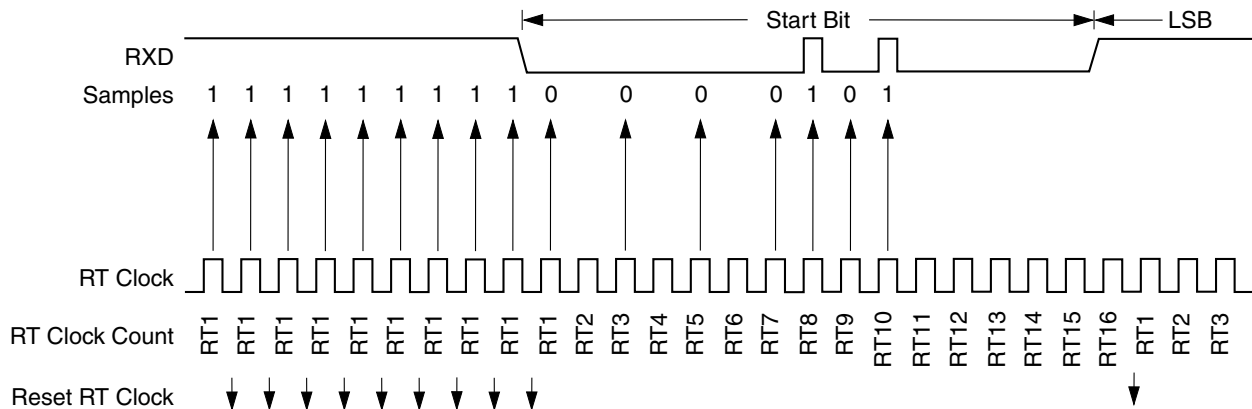 Start Bit
LSB
RXD
Samples 1 1 1 1 1 1 1 1 1 0 0 0 0 1 0 1
RT Clock
RT Clock Count RT1 RT1 RT1 RT1 RT1 RT1 RT1 RT1 RT1 RT1 RT2 RT3 RT4 RT5 RT6 RT7 RT8 RT9 RT10 RT11 RT12 RT13 RT14 RT15 RT16 RT1 RT2 RT3
Reset RT Clock